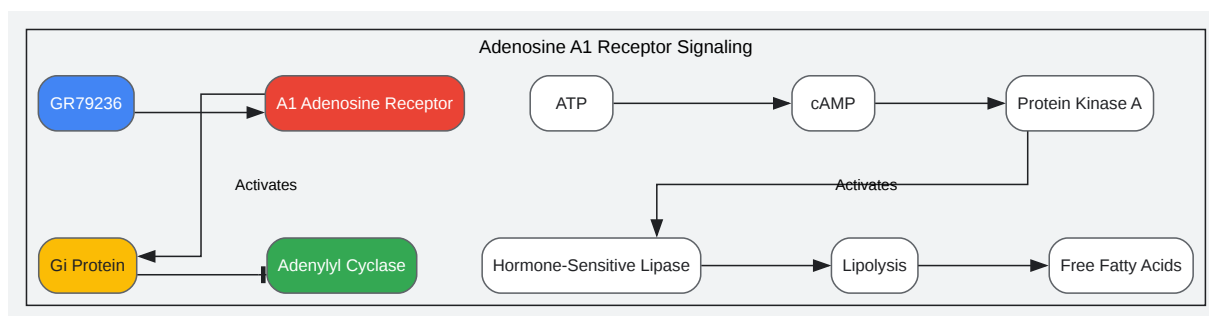 Adenosine A1 Receptor Signaling
GR79236
A1 Adenosine Receptor
ATP
cAMP
Protein Kinase A
Activates
Activates
Gi Protein
Adenylyl Cyclase
Hormone-Sensitive Lipase
Lipolysis
Free Fatty Acids